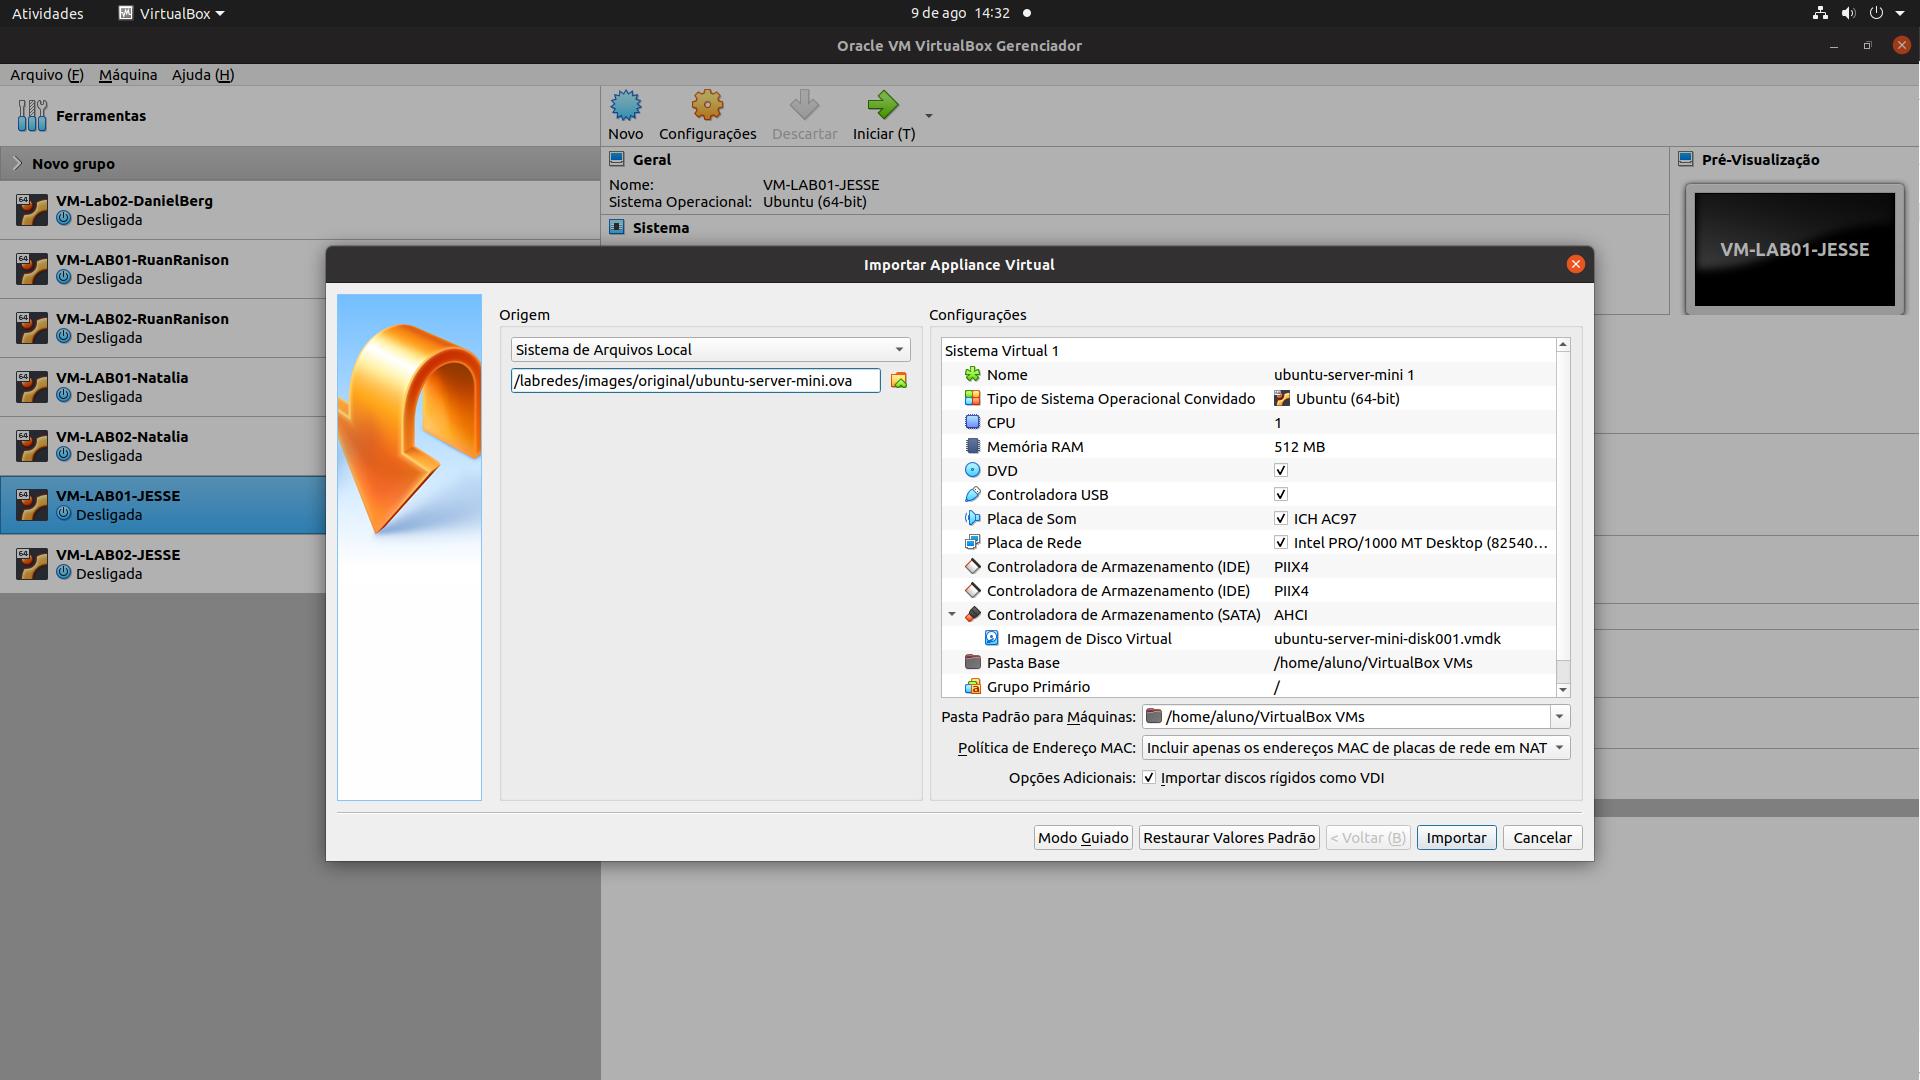 Atividades
VirtualBox
9 de ago 14:32
Oracle VM VirtualBox Gerenciador
Arquivo (F) Máquina Ajuda (H)
Ferramentas
Novo
Configurações
Descartar
Iniciar (T)
Novo grupo
VM-Lab02-DanielBerg
Desligada
VM-LAB01-RuanRanison
Desligada
VM-LAB02-RuanRanison
Desligada
VM-LAB01-Natalia
Desligada
VM-LAB02-Natalia
Desligada
VM-LAB01-JESSE
Desligada
VM-LAB02-JESSE
Desligada
Geral
Nome: VM-LAB01-JESSE
Sistema Operacional: Ubuntu (64-bit)
Sistema
Pré-Visualização
VM-LAB01-JESSE
Importar Appliance Virtual
Origem
Sistema de Arquivos Local
/labredes/images/original/ubuntu-server-mini.ova
Configurações
Sistema Virtual 1
Nome ubuntu-server-mini 1
Tipo de Sistema Operacional Convidado Ubuntu (64-bit)
CPU 1
Memória RAM 512 MB
DVD
Controladora USB
Placa de Som ICH AC97
Placa de Rede Intel PRO/1000 MT Desktop (82540...
Controladora de Armazenamento (IDE) PIIX4
Controladora de Armazenamento (IDE) PIIX4
Controladora de Armazenamento (SATA) AHCI
Imagem de Disco Virtual ubuntu-server-mini-disk001.vmdk
Pasta Base /home/aluno/VirtualBox VMs
Grupo Primário /
Pasta Padrão para Máquinas: /home/aluno/VirtualBox VMs
Política de Endereço MAC: Incluir apenas os endereços MAC de placas de rede em NAT
Opções Adicionais: Importar discos rígidos como VDI
Modo Guiado
Restaurar Valores Padrão
< Voltar (B)
Importar
Cancelar